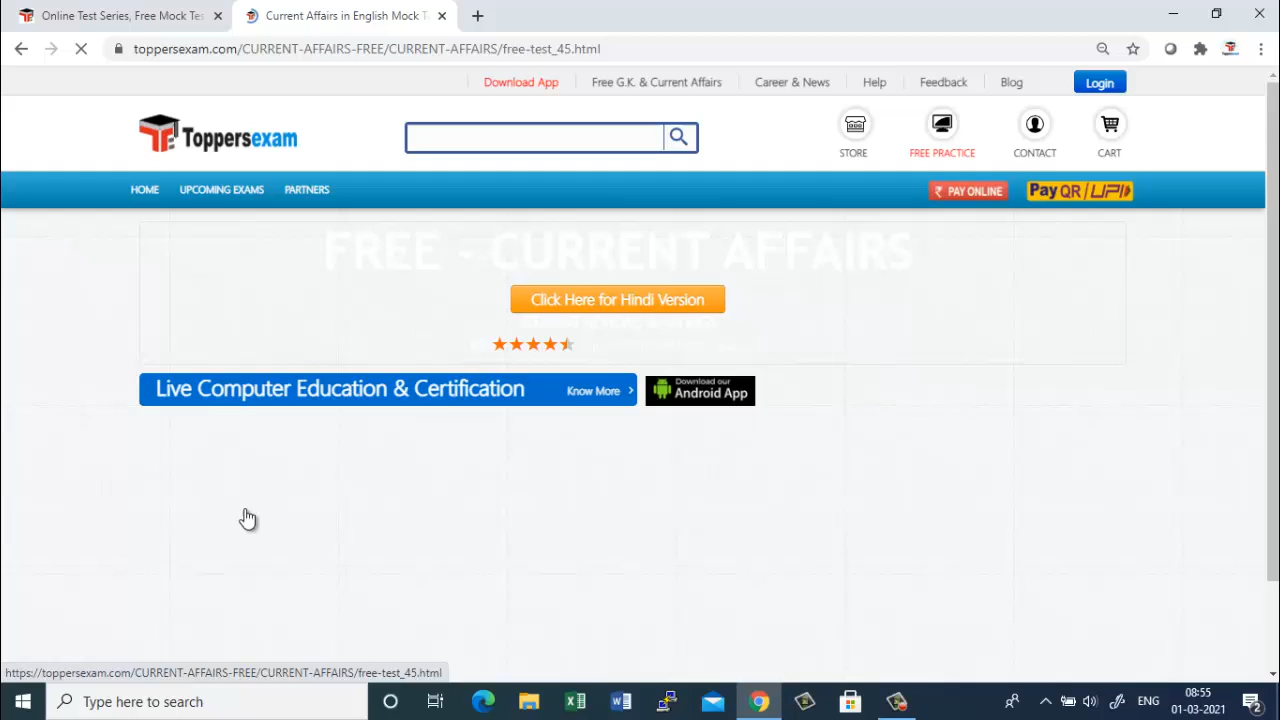 Online Test Series, Free Mock Tes
Current Affairs in English Mock T
toppersexam.com/CURRENT-AFFAIRS-FREE/CURRENT-AFFAIRS/free-test_45.html
Download App
Free G.K. & Current Affairs
Career & News
Help
Feedback
Blog
Login
Toppersexam
STORE
FREE PRACTICE
CONTACT
CART
HOME
UPCOMING EXAMS
PARTNERS
₹ PAY ONLINE
Pay QR / UPI
FREE - CURRENT AFFAIRS
Click Here for Hindi Version
Live Computer Education & Certification
Know More
Download our
Android App
https://toppersexam.com/CURRENT-AFFAIRS-FREE/CURRENT-AFFAIRS/free-test_45.html
Type here to search
ENG
08:55
01-03-2021
2